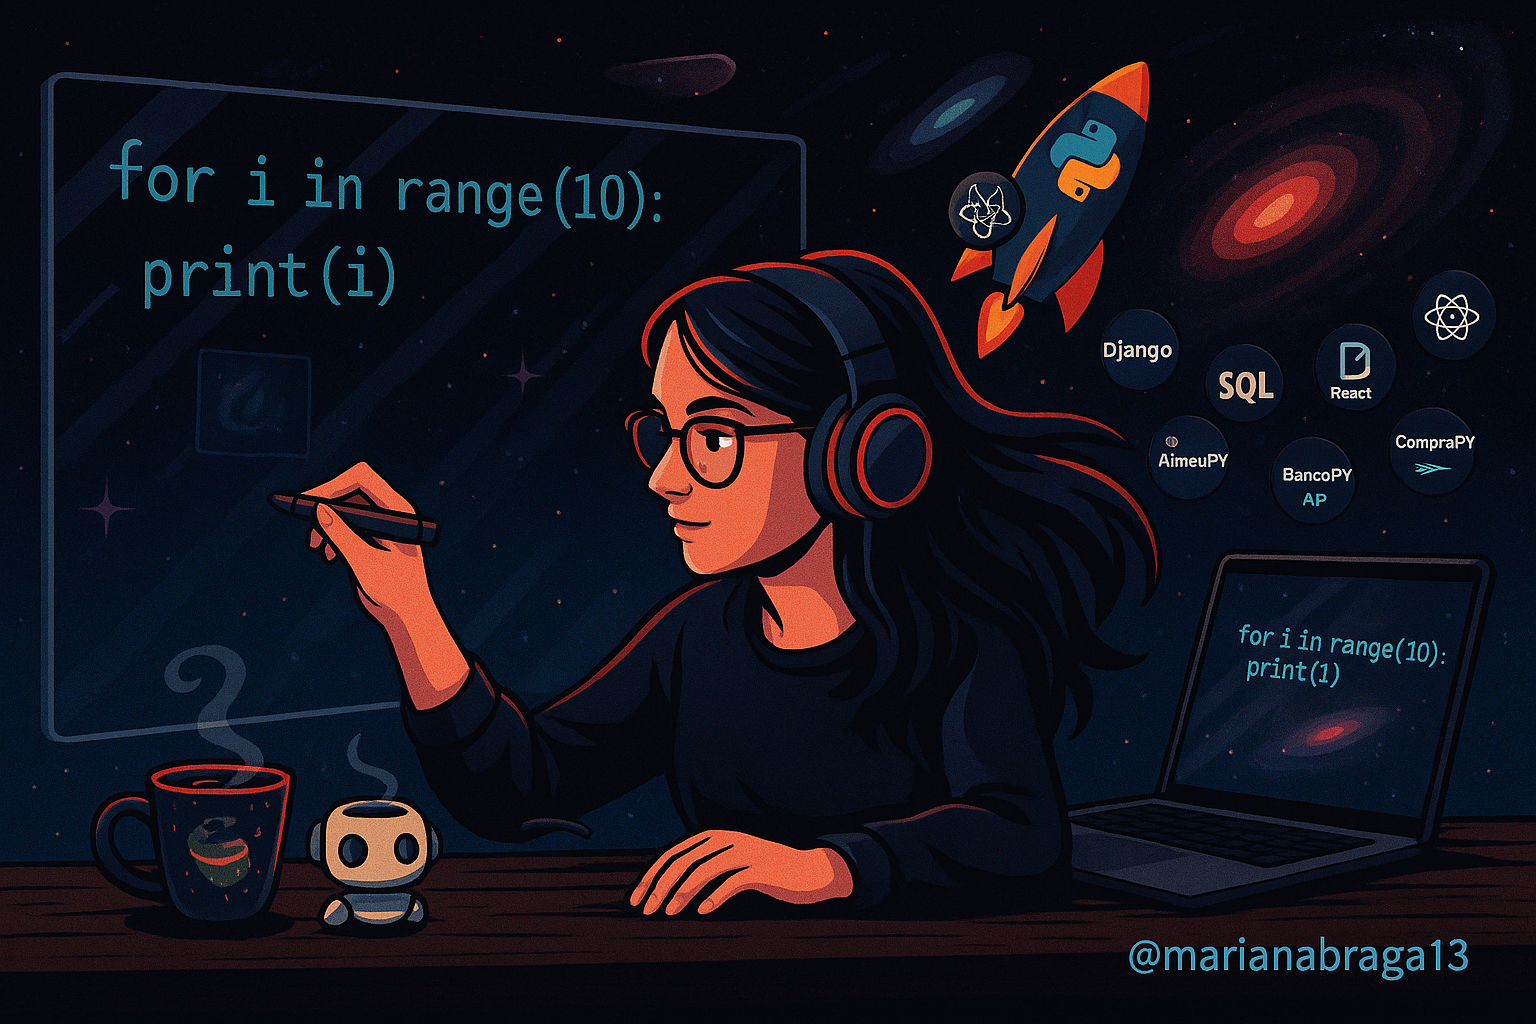 for i in range(10):
print(i)
Django
SQL
React
AimeuPY
BancoPY
AP
CompraPY
for i in range(10):
print(1)
@marianabraga13